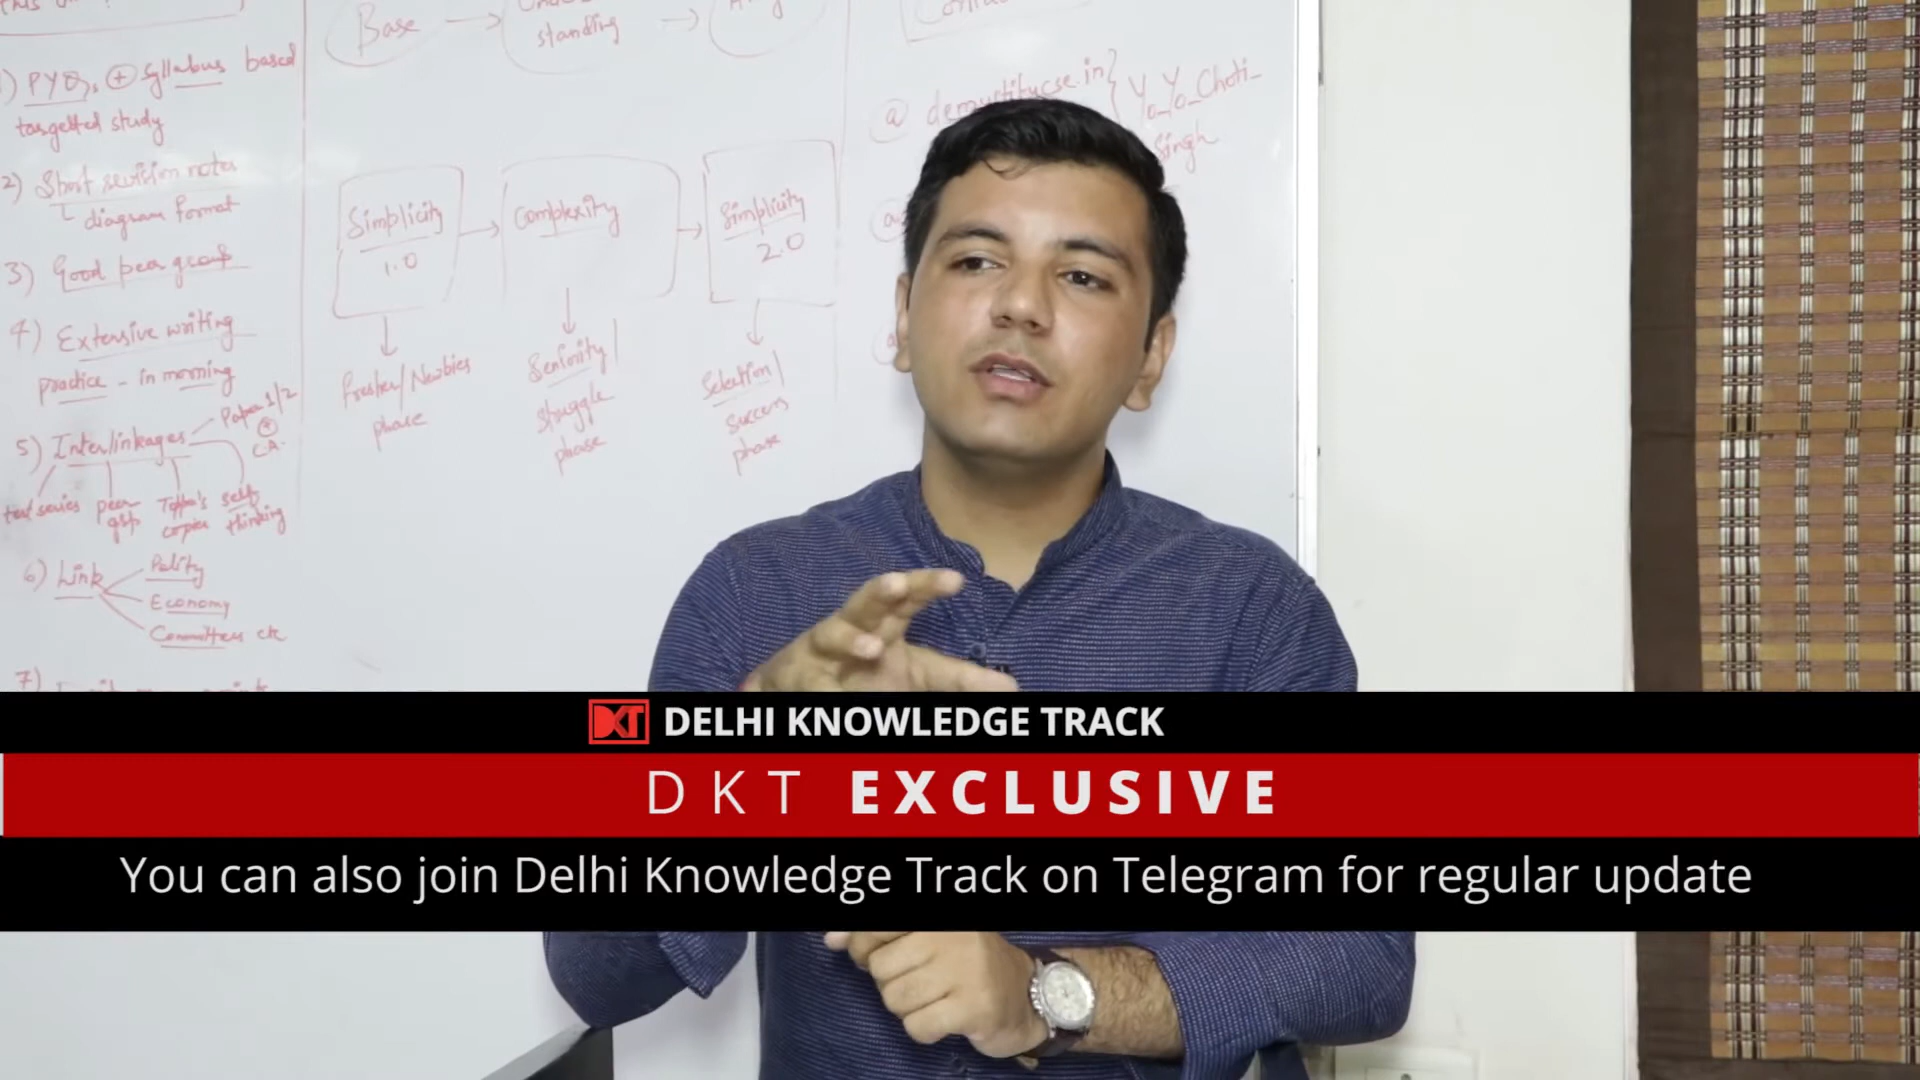 Base
standing
1) PYQs + Syllabus based
targetted study
2) Short revision notes
diagram format
3) Good peer group
4) Extensive writing
practice - in morning
5) Interlinkages
Paper 1/2
+
C.A.
test series
peer
grp
Topper's
copies
self
thinking
6) Link
Polity
Economy
Committees etc
7)
Simplicity
1.0
Complexity
Simplicity
2.0
Fresher/Newbies
phase
Seniority/
struggle
phase
Selection/
success
phase
@
Yo_Yo_Choti_
Singh
DKT DELHI KNOWLEDGE TRACK
DKT EXCLUSIVE
You can also join Delhi Knowledge Track on Telegram for regular update